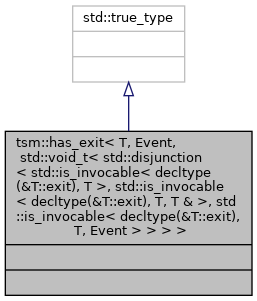 std::true_type
tsm::has_exit< T, Event,
std::void_t< std::disjunction
< std::is_invocable< decltype
(&T::exit), T >, std::is_invocable
< decltype(&T::exit), T, T & >, std
::is_invocable< decltype(&T::exit),
T, Event > > > >